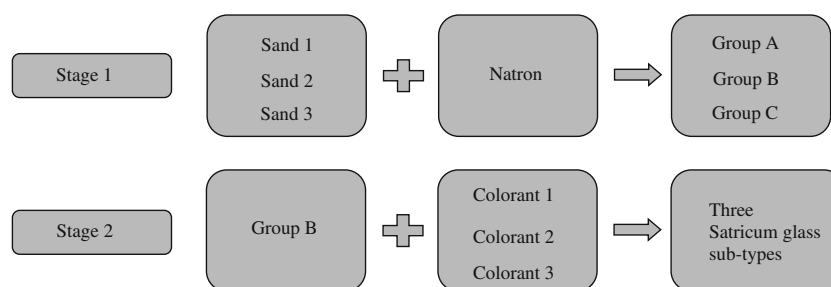 Stage 1
Sand 1
Sand 2
Sand 3
Natron
Group A
Group B
Group C
Stage 2
Group B
Colorant 1
Colorant 2
Colorant 3
Three
Satricum glass
sub-types